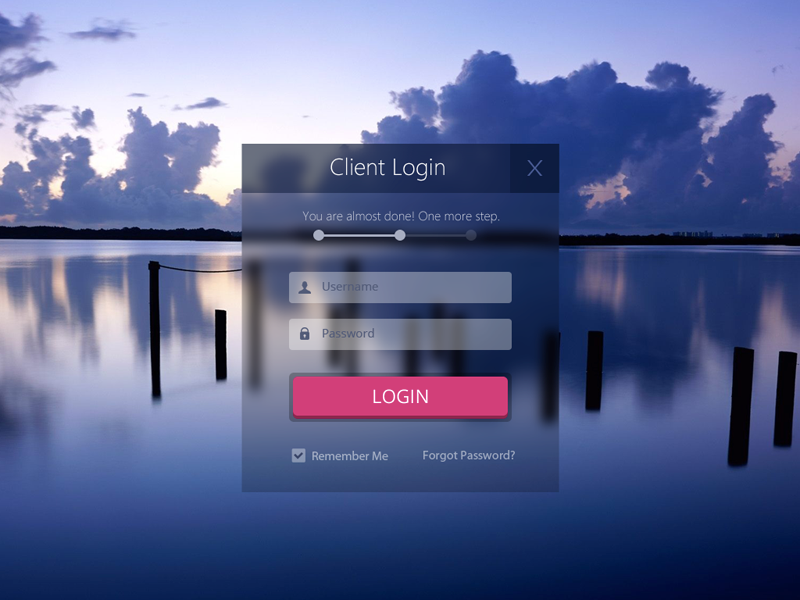 Client Login X
You are almost done! One more step.
Username
Password
LOGIN
Remember Me Forgot Password?